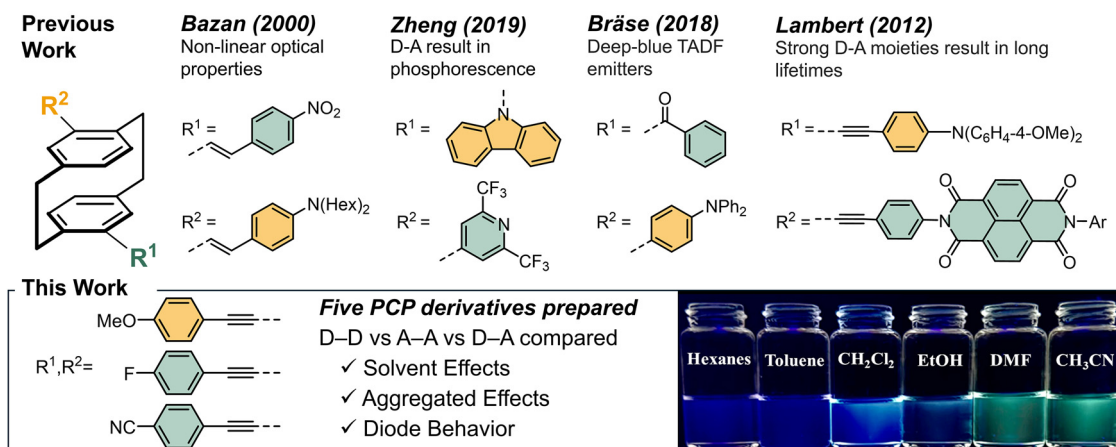 Previous Work
R²
R¹
Bazan (2000)
Non-linear optical
properties
R¹ =
NO₂
R² =
N(Hex)₂
Zheng (2019)
D-A result in
phosphorescence
R¹ =
N
R² =
CF₃
N
CF₃
Bräse (2018)
Deep-blue TADF
emitters
R¹ =
O
R² =
NPh₂
Lambert (2012)
Strong D-A moieties result in long
lifetimes
R¹ =
N(C₆H₄-4-OMe)₂
R² =
O
O
N
N–Ar
O
O
This Work
R¹,R²=
MeO
F
NC
Five PCP derivatives prepared
D–D vs A–A vs D–A compared
✓ Solvent Effects
✓ Aggregated Effects
✓ Diode Behavior
Hexanes
Toluene
CH₂Cl₂
EtOH
DMF
CH₃CN